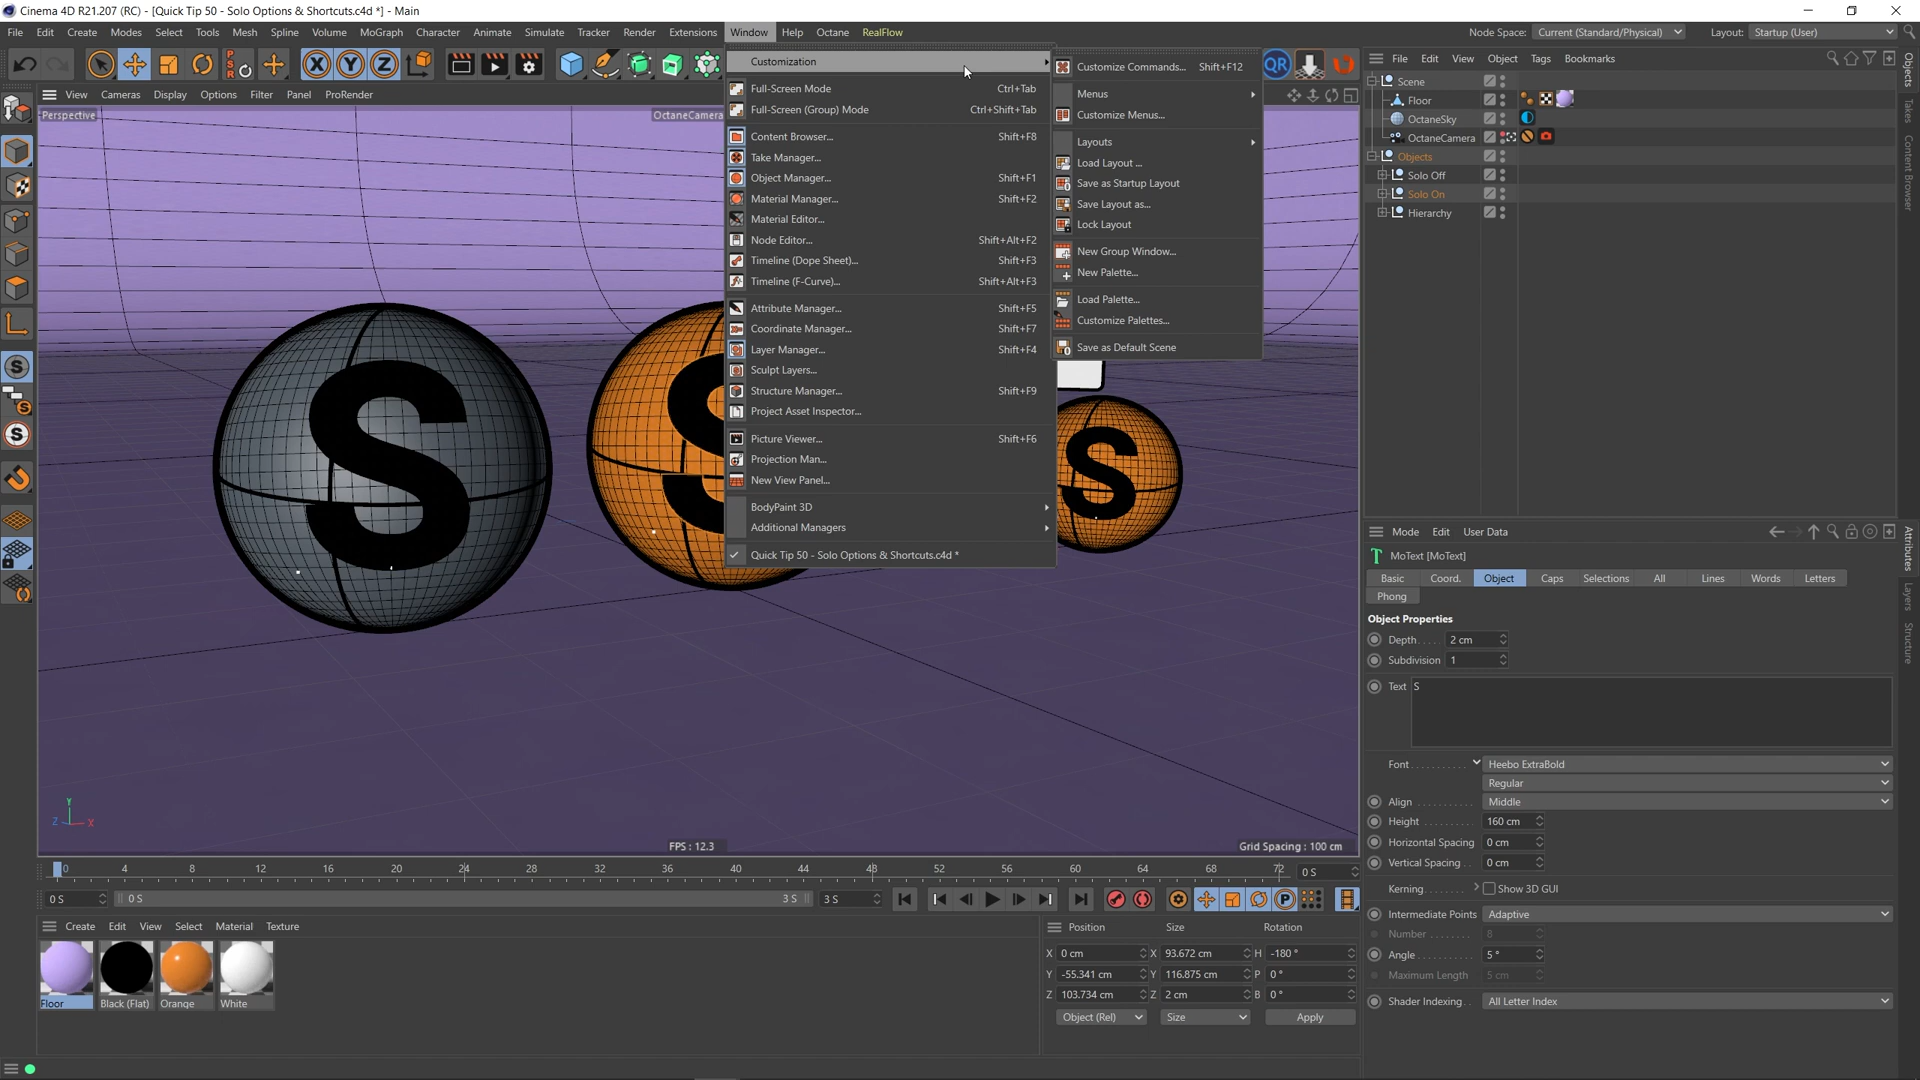 Cinema 4D R21.207 (RC) - [Quick Tip 50 - Solo Options & Shortcuts.c4d *] - Main
File Edit Create Modes Select Tools Mesh Spline Volume MoGraph Character Animate Simulate Tracker Render Extensions Window Help Octane RealFlow Node Space: Current (Standard/Physical) Layout: Startup (User)
PSR
0
X Y Z
QR
View Cameras Display Options Filter Panel ProRender
Perspective
OctaneCamera
Customization
Full-Screen Mode Ctrl+Tab
Full-Screen (Group) Mode Ctrl+Shift+Tab
Content Browser... Shift+F8
Take Manager...
Object Manager... Shift+F1
Material Manager... Shift+F2
Material Editor...
Node Editor... Shift+Alt+F2
Timeline (Dope Sheet)... Shift+F3
Timeline (F-Curve)... Shift+Alt+F3
Attribute Manager... Shift+F5
Coordinate Manager... Shift+F7
Layer Manager... Shift+F4
Sculpt Layers...
Structure Manager... Shift+F9
Project Asset Inspector...
Picture Viewer... Shift+F6
Projection Man...
New View Panel...
BodyPaint 3D
Additional Managers
Quick Tip 50 - Solo Options & Shortcuts.c4d *
Customize Commands... Shift+F12
Menus
Customize Menus...
Layouts
Load Layout ...
Save as Startup Layout
Save Layout as...
Lock Layout
New Group Window...
New Palette...
Load Palette...
Customize Palettes...
Save as Default Scene
S
S
S
S
S
Y
Z X
FPS : 12.3
Grid Spacing : 100 cm
File Edit View Object Tags Bookmarks
Scene
Floor
OctaneSky
OctaneCamera
Objects
Solo Off
Solo On
Hierarchy
Objects
Takes
Content Browser
Mode Edit User Data
MoText [MoText]
Basic Coord. Object Caps Selections All Lines Words Letters
Phong
Object Properties
Depth 2 cm
Subdivision 1
Text S
Font Heebo ExtraBold
Regular
Align Middle
Height 160 cm
Horizontal Spacing 0 cm
Vertical Spacing 0 cm
Kerning Show 3D GUI
Intermediate Points Adaptive
Number 8
Angle 5 °
Maximum Length 5 cm
Shader Indexing All Letter Index
Attributes
Layers
Structure
0 4 8 12 16 20 24 28 32 36 40 44 48 52 56 60 64 68 72 0 S
0 S 0 S 3 S 3 S
P
Create Edit View Select Material Texture
Floor Black (Flat) Orange White
Position Size Rotation
X 0 cm X 93.672 cm H -180 °
Y -55.341 cm Y 116.875 cm P 0 °
Z 103.734 cm Z 2 cm B 0 °
Object (Rel) Size Apply